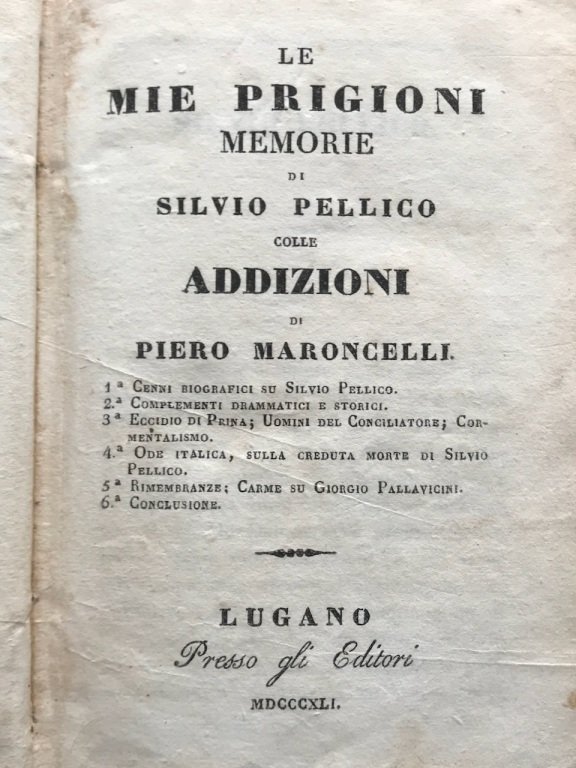 LE
MIE PRIGIONI
MEMORIE
DI
SILVIO PELLICO
COLLE
ADDIZIONI
DI
PIERO MARONCELLI.
1.ª CENNI BIOGRAFICI SU SILVIO PELLICO.
2.ª COMPLEMENTI DRAMMATICI E STORICI.
3.ª ECCIDIO DI PRINA; UOMINI DEL CONCILIATORE; COR-
MENTALISMO.
4.ª ODE ITALICA, SULLA CREDUTA MORTE DI SILVIO
PELLICO.
5.ª RIMEMBRANZE; CARME SU GIORGIO PALLAVICINI.
6.ª CONCLUSIONE.
LUGANO
Presso gli Editori
MDCCCXLI.